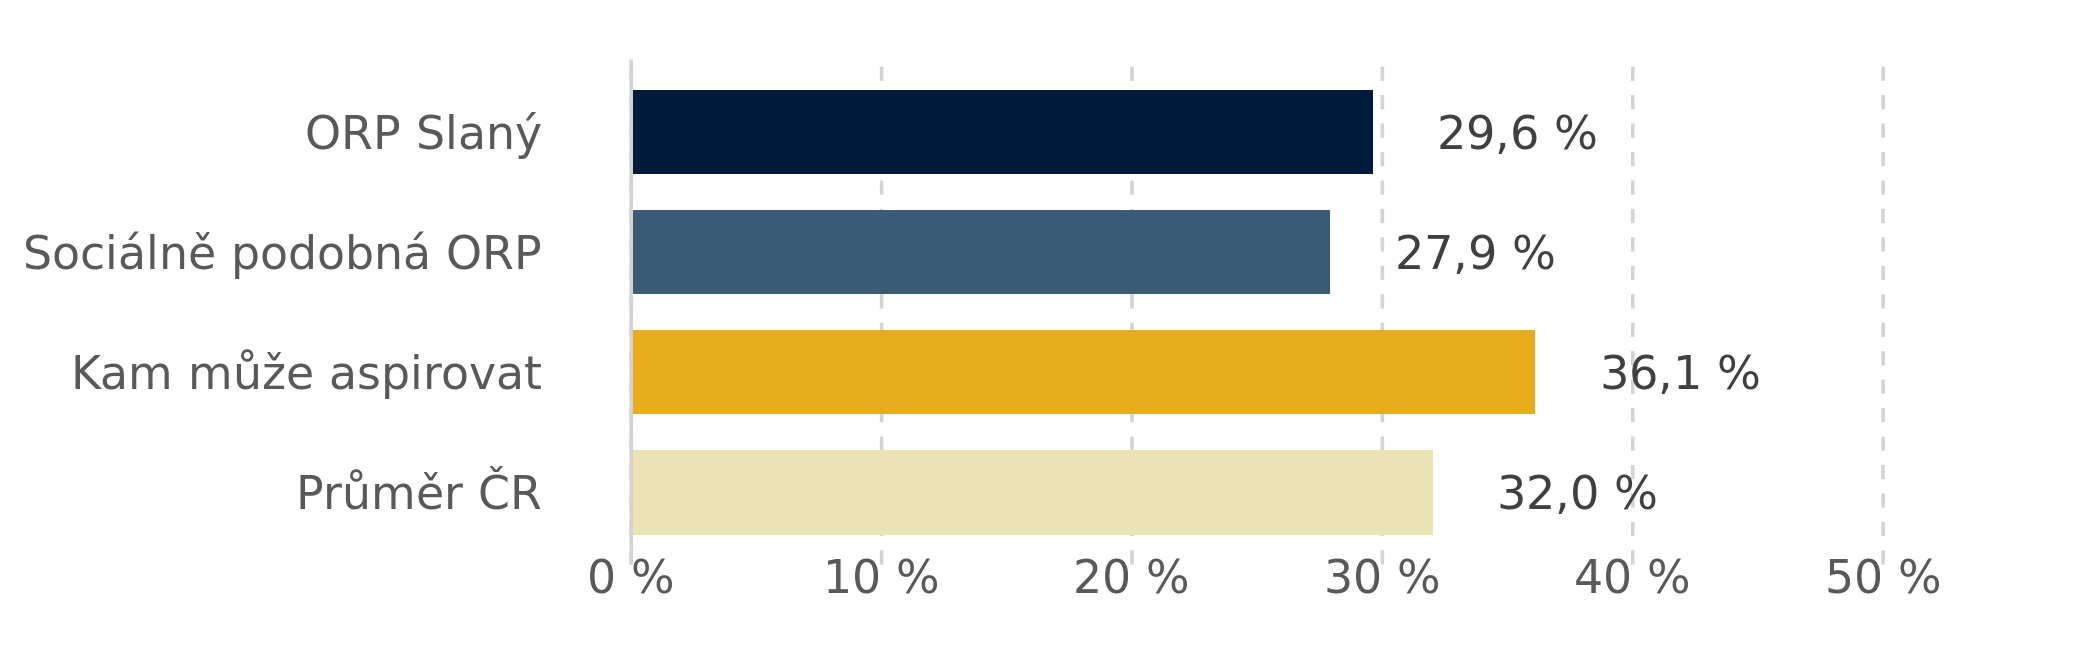 ORP Slaný 29,6 %
Sociálně podobná ORP 27,9 %
Kam může aspirovat 36,1 %
Průměr ČR 32,0 %
0 % 10 % 20 % 30 % 40 % 50 %